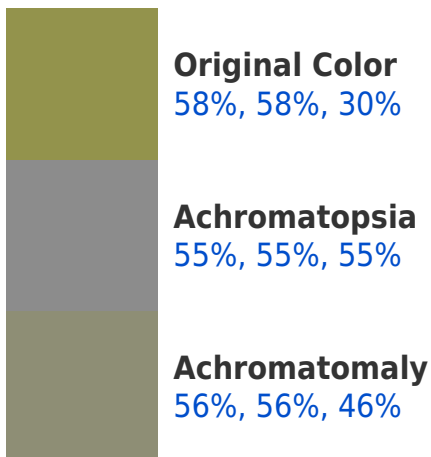 Original Color
58%, 58%, 30%
Achromatopsia
55%, 55%, 55%
Achromatomaly
56%, 56%, 46%